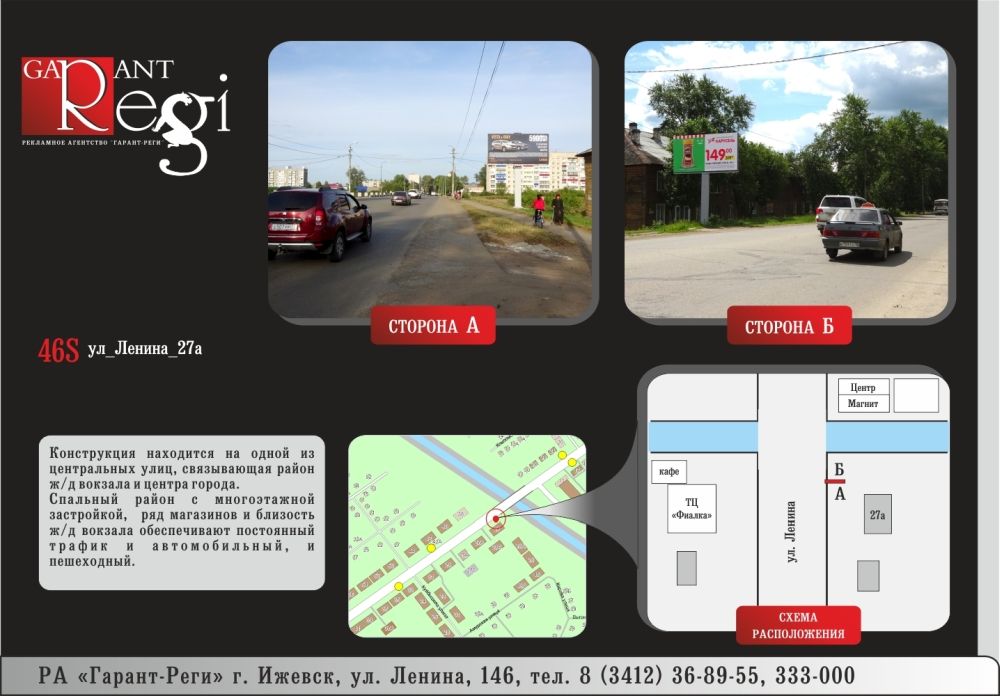 GARANT
Regi
РЕКЛАМНОЕ АГЕНТСТВО "ГАРАНТ-РЕГИ"
149
СТОРОНА А
СТОРОНА Б
46S ул_Ленина_27а
Конструкция находится на одной из
центральных улиц, связывающая район
ж/д вокзала и центра города.
Спальный район с многоэтажной
застройкой, ряд магазинов и близость
ж/д вокзала обеспечивают постоянный
трафик и автомобильный, и
пешеходный.
Центр
Магнит
кафе
ТЦ
«Фиалка»
ул. Ленина
Б
А
27а
СХЕМА
РАСПОЛОЖЕНИЯ
РА «Гарант-Реги» г. Ижевск, ул. Ленина, 146, тел. 8 (3412) 36-89-55, 333-000